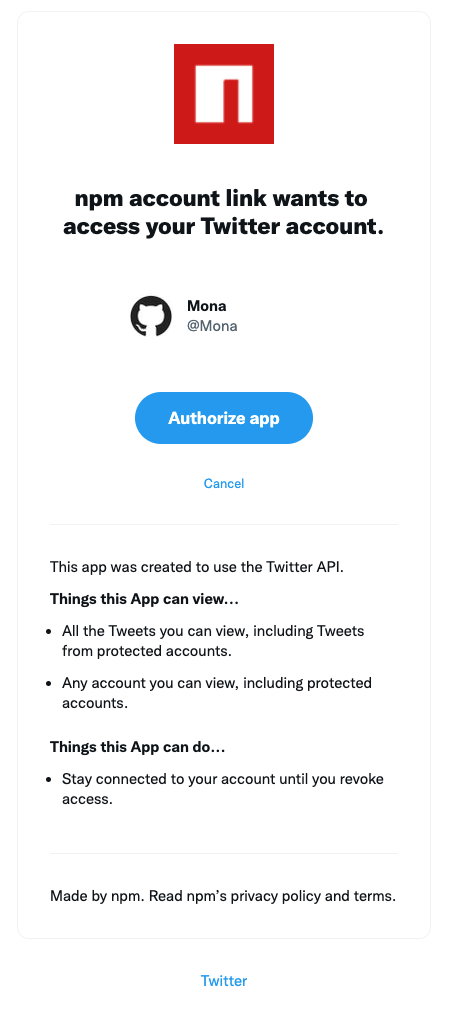 npm account link wants to
access your Twitter account.
Mona
@Mona
Authorize app
Cancel
This app was created to use the Twitter API.
Things this App can view…
• All the Tweets you can view, including Tweets
from protected accounts.
• Any account you can view, including protected
accounts.
Things this App can do…
• Stay connected to your account until you revoke
access.
Made by npm. Read npm’s privacy policy and terms.
Twitter